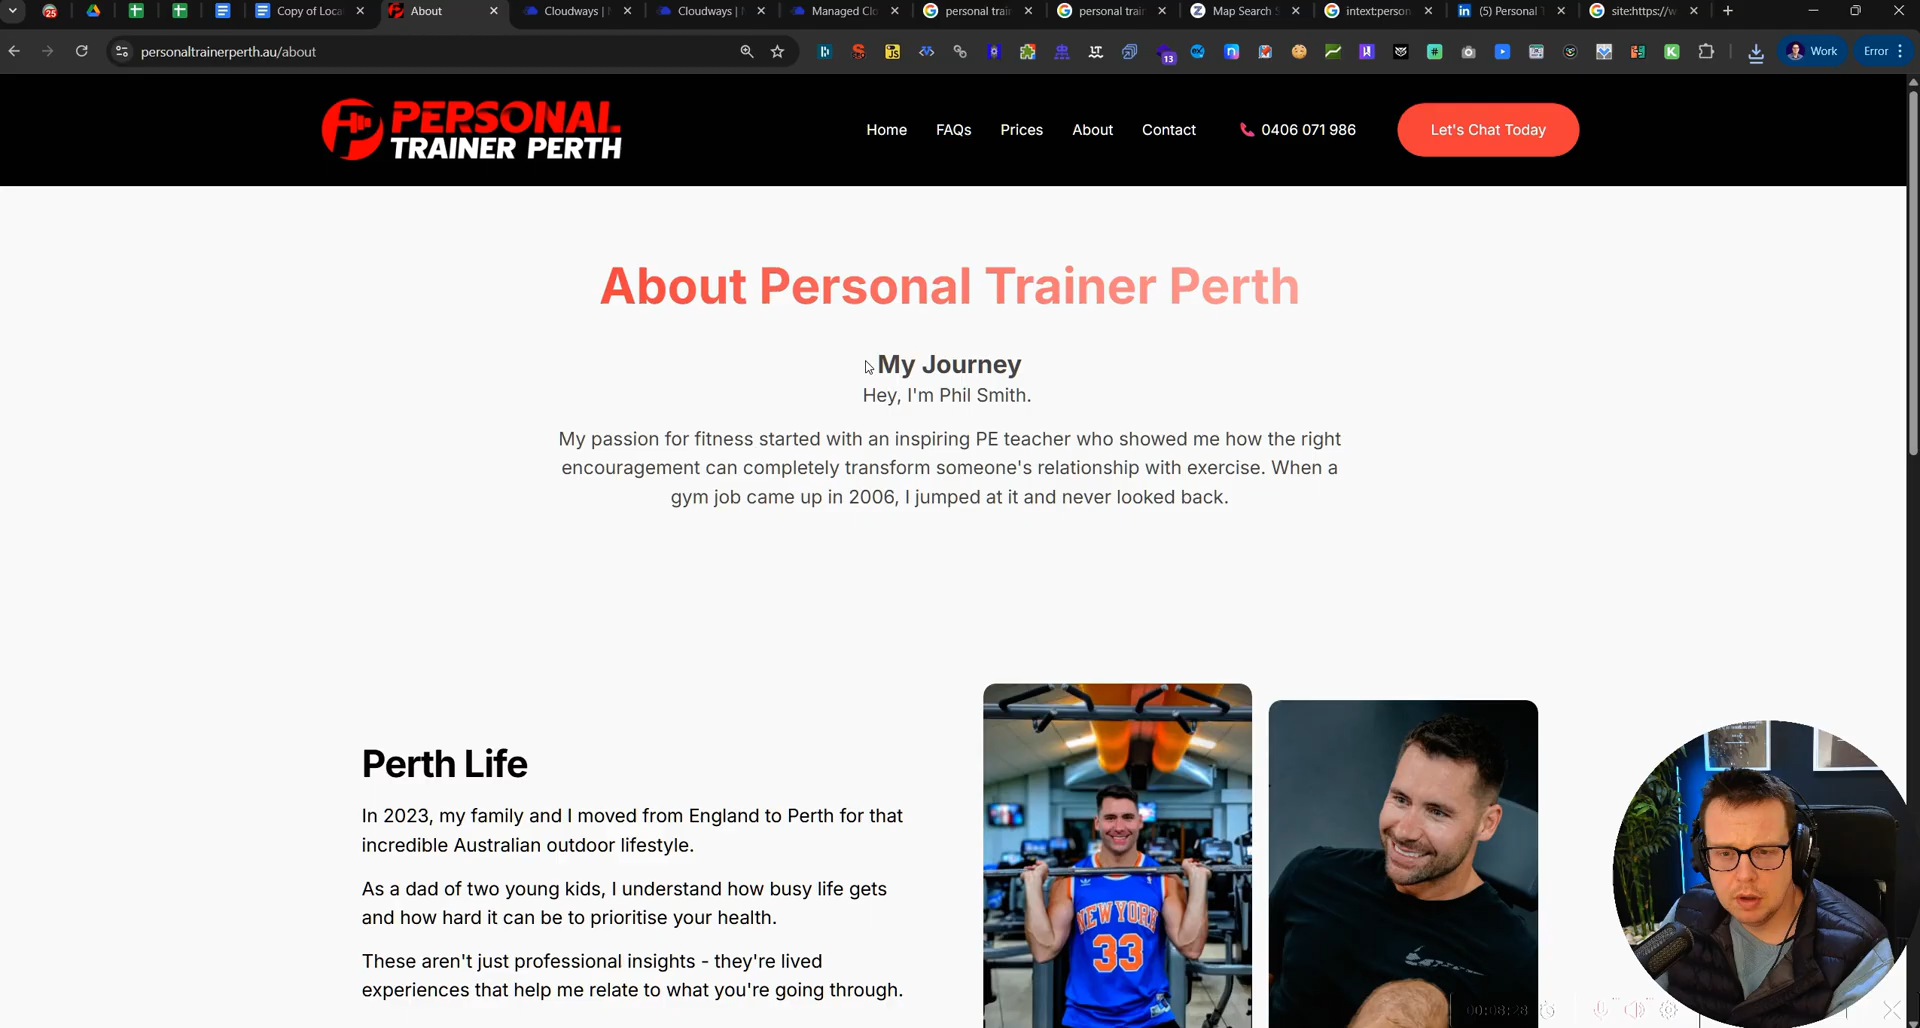 25
Copy of Loca
About
Cloudways | N
Cloudways | N
Managed Clo
personal trai
personal trai
Map Search S
intext:person
(5) Personal T
site:https://w
personaltrainerperth.au/about
13
Work
Error
PERSONAL
TRAINER PERTH
Home
FAQs
Prices
About
Contact
0406 071 986
Let's Chat Today
About Personal Trainer Perth
My Journey
Hey, I'm Phil Smith.
My passion for fitness started with an inspiring PE teacher who showed me how the right
encouragement can completely transform someone's relationship with exercise. When a
gym job came up in 2006, I jumped at it and never looked back.
Perth Life
In 2023, my family and I moved from England to Perth for that
incredible Australian outdoor lifestyle.
As a dad of two young kids, I understand how busy life gets
and how hard it can be to prioritise your health.
These aren't just professional insights - they're lived
experiences that help me relate to what you're going through.
NEW YORK
33
00:08:28